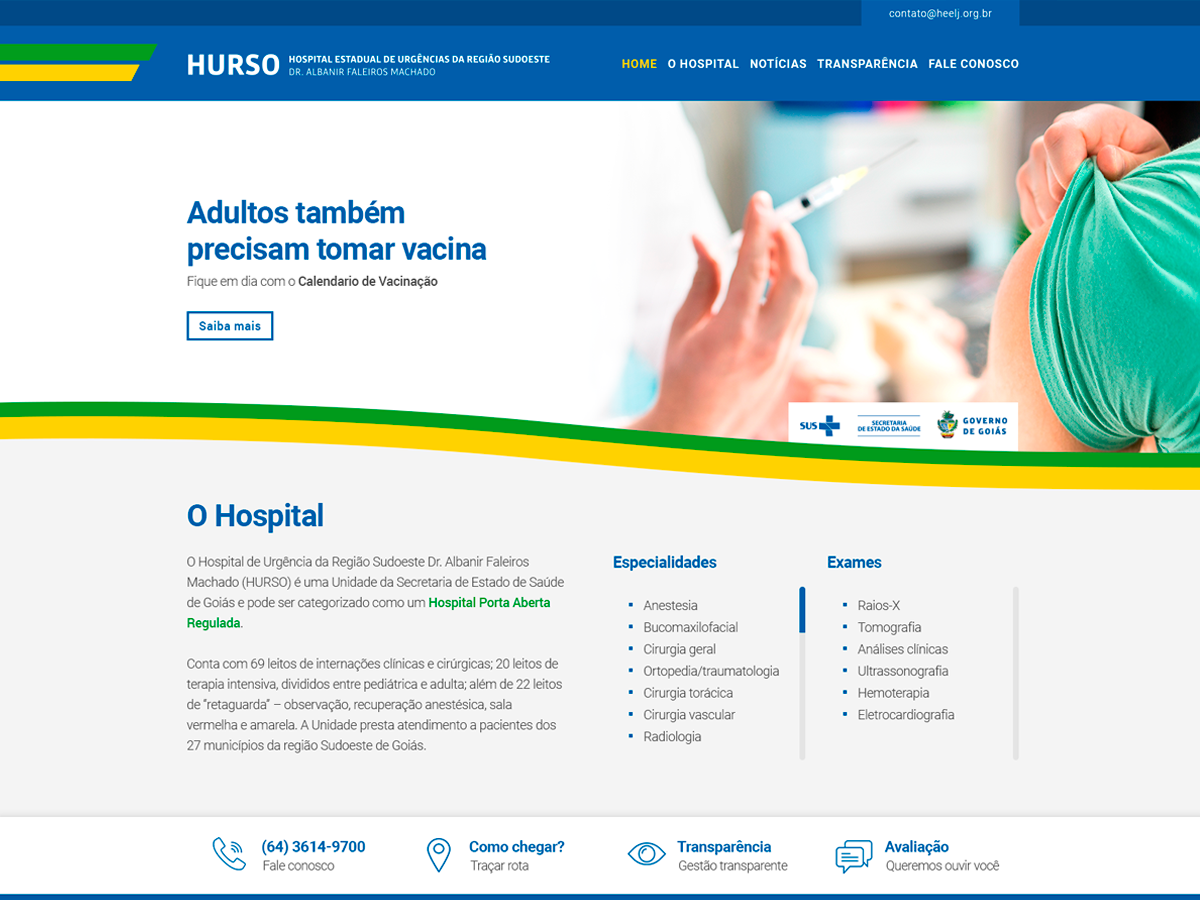 contato@heelj.org.br
HURSO
HOSPITAL ESTADUAL DE URGÊNCIAS DA REGIÃO SUDOESTE
DR. ALBANIR FALEIROS MACHADO
HOME O HOSPITAL NOTÍCIAS TRANSPARÊNCIA FALE CONOSCO
Adultos também
precisam tomar vacina
Fique em dia com o Calendario de Vacinação
Saiba mais
SUS
SECRETARIA
DE ESTADO DA SAÚDE
GOVERNO
DE GOIÁS
O Hospital
O Hospital de Urgência da Região Sudoeste Dr. Albanir Faleiros
Machado (HURSO) é uma Unidade da Secretaria de Estado de Saúde
de Goiás e pode ser categorizado como um Hospital Porta Aberta
Regulada.
Conta com 69 leitos de internações clínicas e cirúrgicas; 20 leitos de
terapia intensiva, divididos entre pediátrica e adulta; além de 22 leitos
de “retaguarda” – observação, recuperação anestésica, sala
vermelha e amarela. A Unidade presta atendimento a pacientes dos
27 municípios da região Sudoeste de Goiás.
Especialidades
Anestesia
Bucomaxilofacial
Cirurgia geral
Ortopedia/traumatologia
Cirurgia torácica
Cirurgia vascular
Radiologia
Exames
Raios-X
Tomografia
Análises clínicas
Ultrassonografia
Hemoterapia
Eletrocardiografia
(64) 3614-9700
Fale conosco
Como chegar?
Traçar rota
Transparência
Gestão transparente
Avaliação
Queremos ouvir você